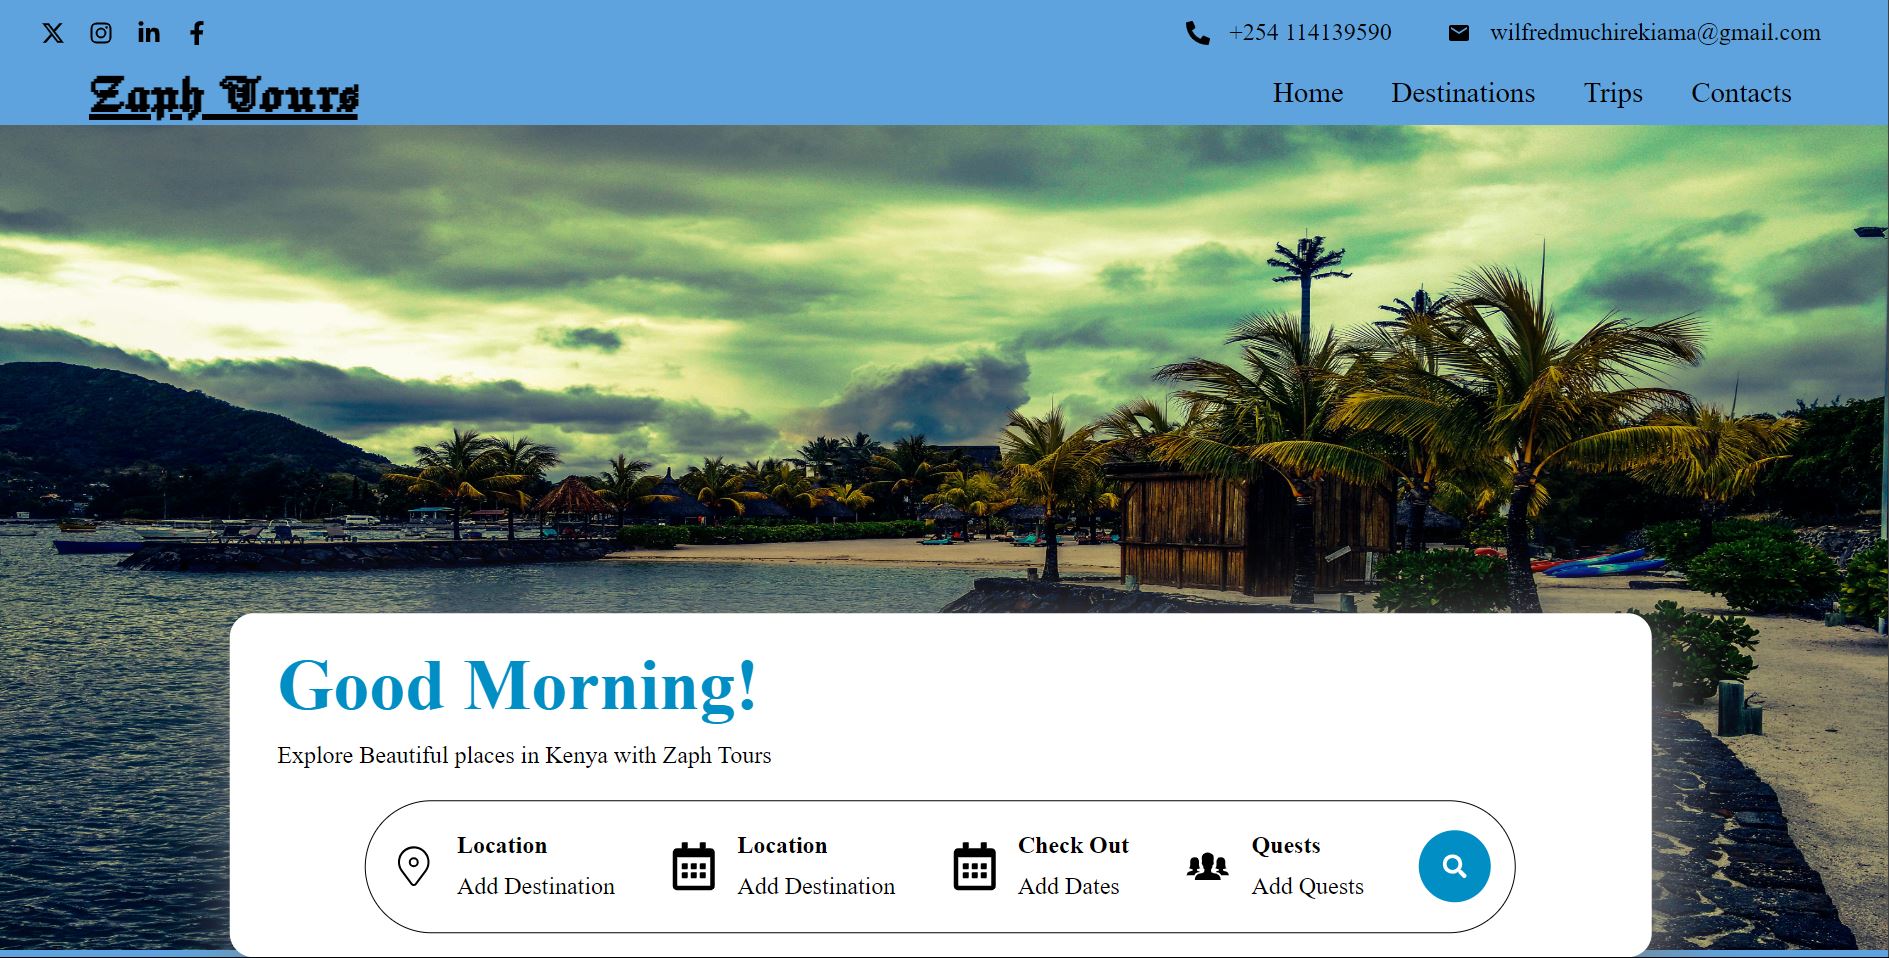 +254 114139590
wilfredmuchirekiama@gmail.com
Zaph Tours
Home
Destinations
Trips
Contacts
Good Morning!
Explore Beautiful places in Kenya with Zaph Tours
Location
Add Destination
Location
Add Destination
Check Out
Add Dates
Quests
Add Quests